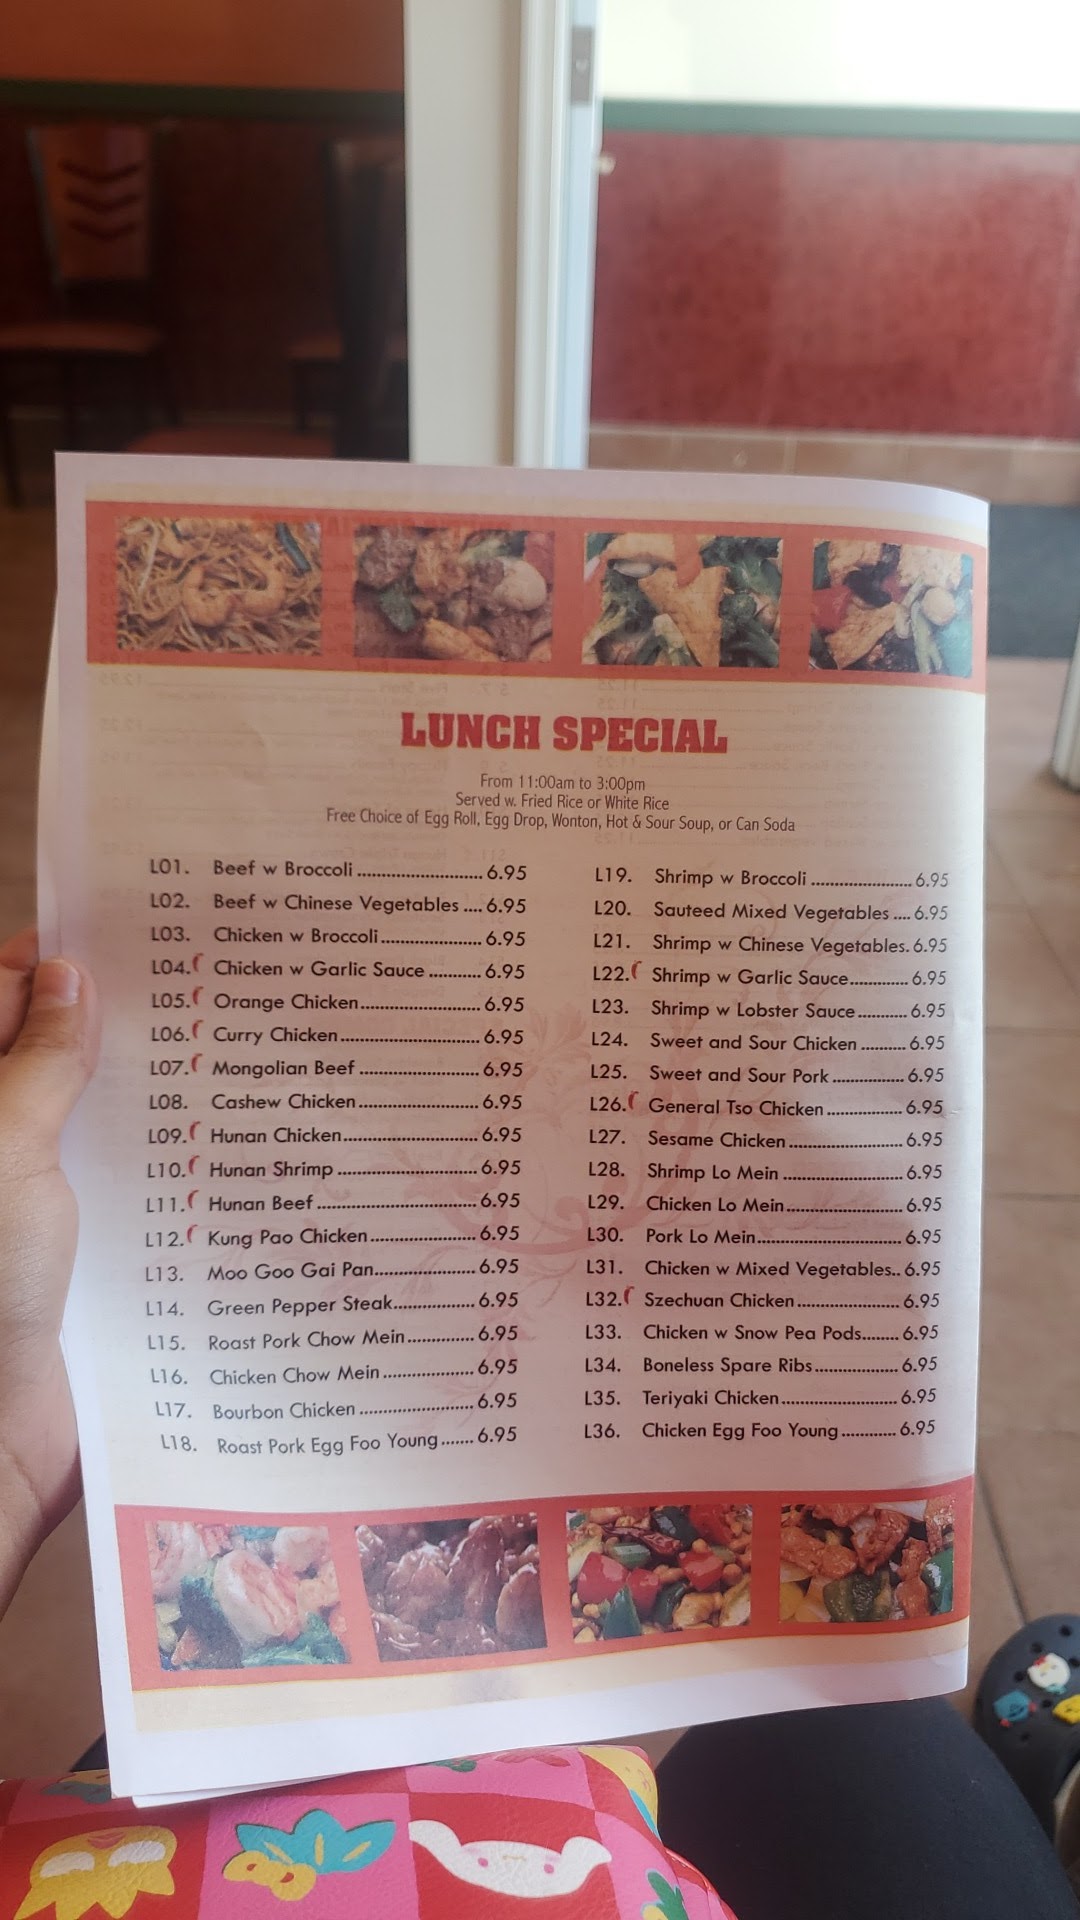 LUNCH SPECIAL
From 11:00am to 3:00pm
Served w. Fried Rice or White Rice
Free Choice of Egg Roll, Egg Drop, Wonton, Hot & Sour Soup, or Can Soda
L01. Beef w Broccoli 6.95
L02. Beef w Chinese Vegetables 6.95
L03. Chicken w Broccoli 6.95
L04. Chicken w Garlic Sauce 6.95
L05. Orange Chicken 6.95
L06. Curry Chicken 6.95
L07. Mongolian Beef 6.95
L08. Cashew Chicken 6.95
L09. Hunan Chicken 6.95
L10. Hunan Shrimp 6.95
L11. Hunan Beef 6.95
L12. Kung Pao Chicken 6.95
L13. Moo Goo Gai Pan 6.95
L14. Green Pepper Steak 6.95
L15. Roast Pork Chow Mein 6.95
L16. Chicken Chow Mein 6.95
L17. Bourbon Chicken 6.95
L18. Roast Pork Egg Foo Young 6.95
L19. Shrimp w Broccoli 6.95
L20. Sauteed Mixed Vegetables 6.95
L21. Shrimp w Chinese Vegetables. 6.95
L22. Shrimp w Garlic Sauce 6.95
L23. Shrimp w Lobster Sauce 6.95
L24. Sweet and Sour Chicken 6.95
L25. Sweet and Sour Pork 6.95
L26. General Tso Chicken 6.95
L27. Sesame Chicken 6.95
L28. Shrimp Lo Mein 6.95
L29. Chicken Lo Mein 6.95
L30. Pork Lo Mein 6.95
L31. Chicken w Mixed Vegetables.. 6.95
L32. Szechuan Chicken 6.95
L33. Chicken w Snow Pea Pods 6.95
L34. Boneless Spare Ribs 6.95
L35. Teriyaki Chicken 6.95
L36. Chicken Egg Foo Young 6.95